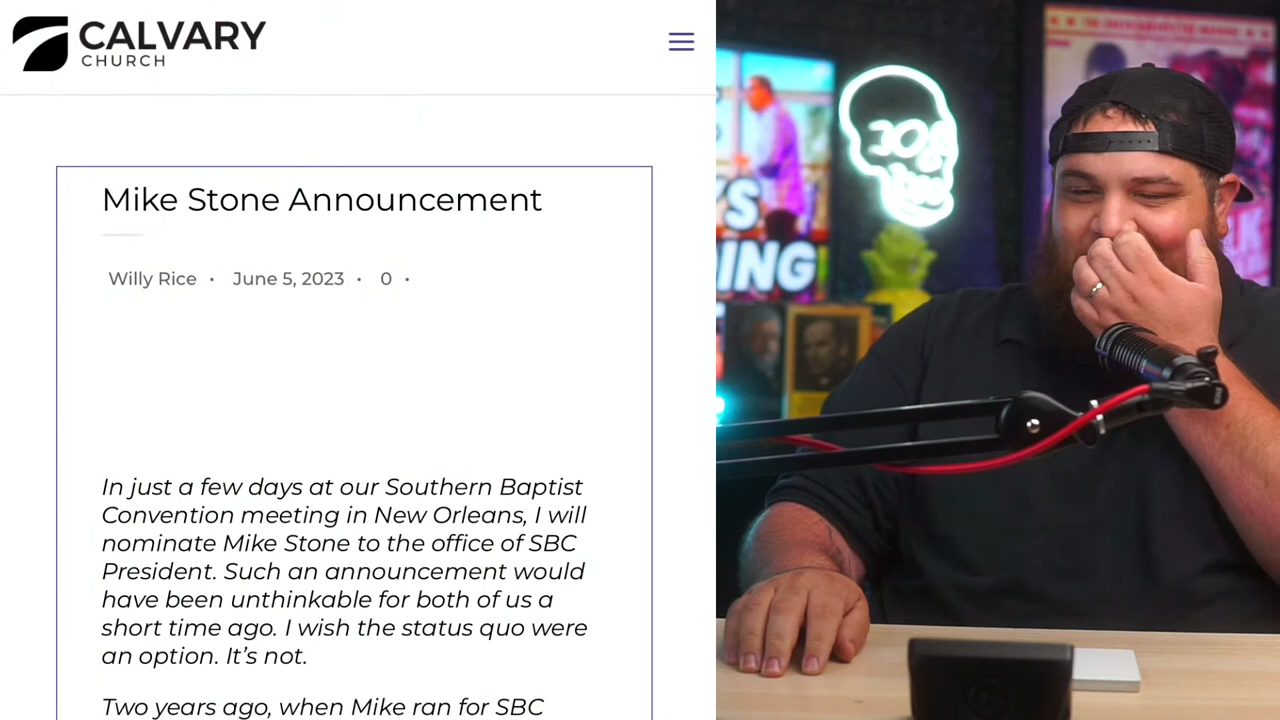 CALVARY
CHURCH
Mike Stone Announcement
Willy Rice • June 5, 2023 • 0 •
In just a few days at our Southern Baptist
Convention meeting in New Orleans, I will
nominate Mike Stone to the office of SBC
President. Such an announcement would
have been unthinkable for both of us a
short time ago. I wish the status quo were
an option. It’s not.
Two years ago, when Mike ran for SBC